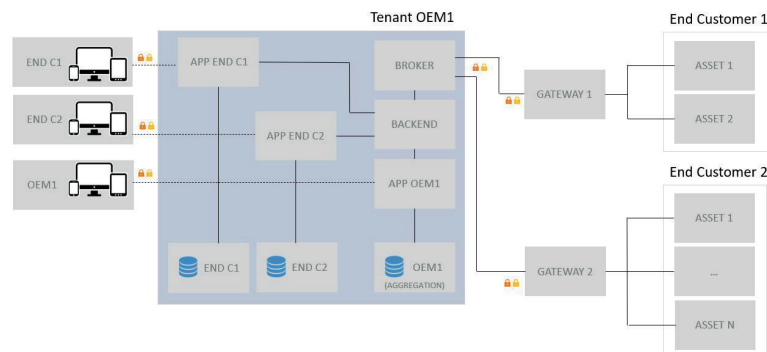 Tenant OEM1
End Customer 1
END C1
APP END C1
BROKER
ASSET 1
GATEWAY 1
END C2
ASSET 2
BACKEND
APP END C2
OEM1
APP OEM1
End Customer 2
ASSET 1
END C1
END C2
OEM1
(AGGREGATION)
GATEWAY 2
...
ASSET N